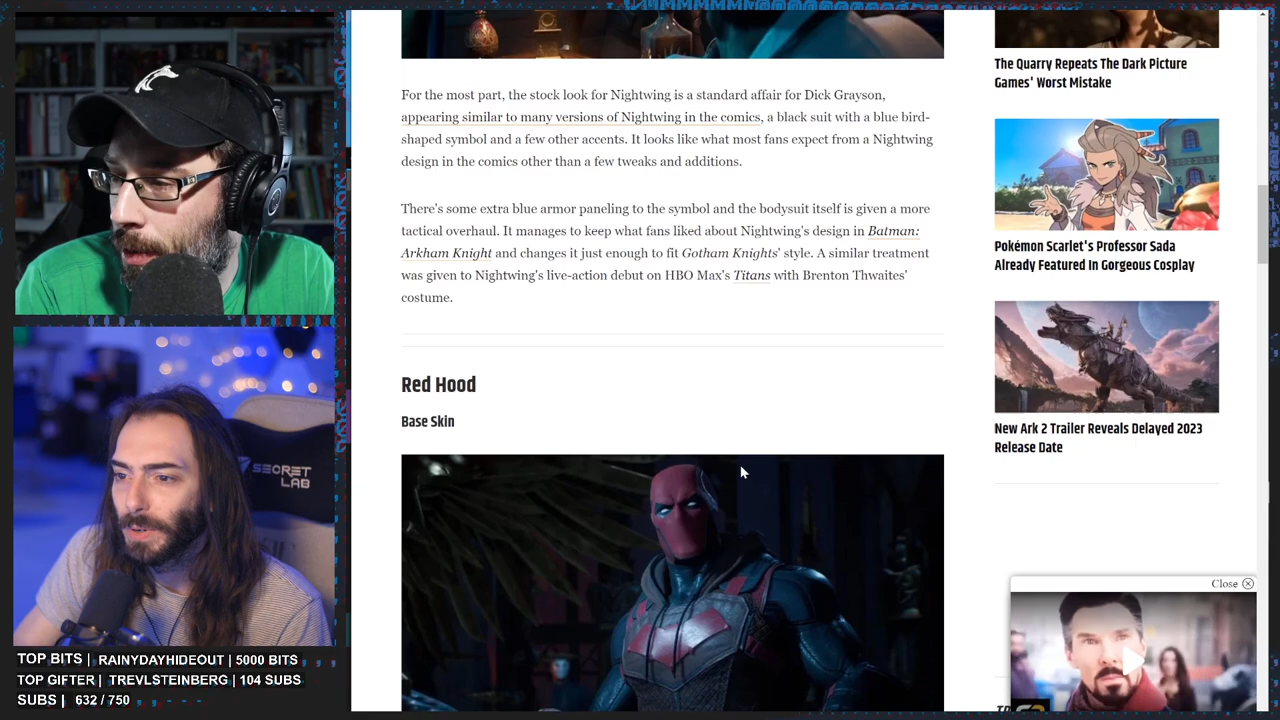 For the most part, the stock look for Nightwing is a standard affair for Dick Grayson,
appearing similar to many versions of Nightwing in the comics, a black suit with a blue bird-
shaped symbol and a few other accents. It looks like what most fans expect from a Nightwing
design in the comics other than a few tweaks and additions.
There's some extra blue armor paneling to the symbol and the bodysuit itself is given a more
tactical overhaul. It manages to keep what fans liked about Nightwing's design in Batman:
Arkham Knight and changes it just enough to fit Gotham Knights' style. A similar treatment
was given to Nightwing's live-action debut on HBO Max's Titans with Brenton Thwaites'
costume.
Red Hood
Base Skin
The Quarry Repeats The Dark Picture
Games' Worst Mistake
Pokémon Scarlet's Professor Sada
Already Featured In Gorgeous Cosplay
New Ark 2 Trailer Reveals Delayed 2023
Release Date
Close
SECRET
LAB
TOP BITS | RAINYDAYHIDEOUT | 5000 BITS
TOP GIFTER | TREVLSTEINBERG | 104 SUBS
SUBS | 632 / 750